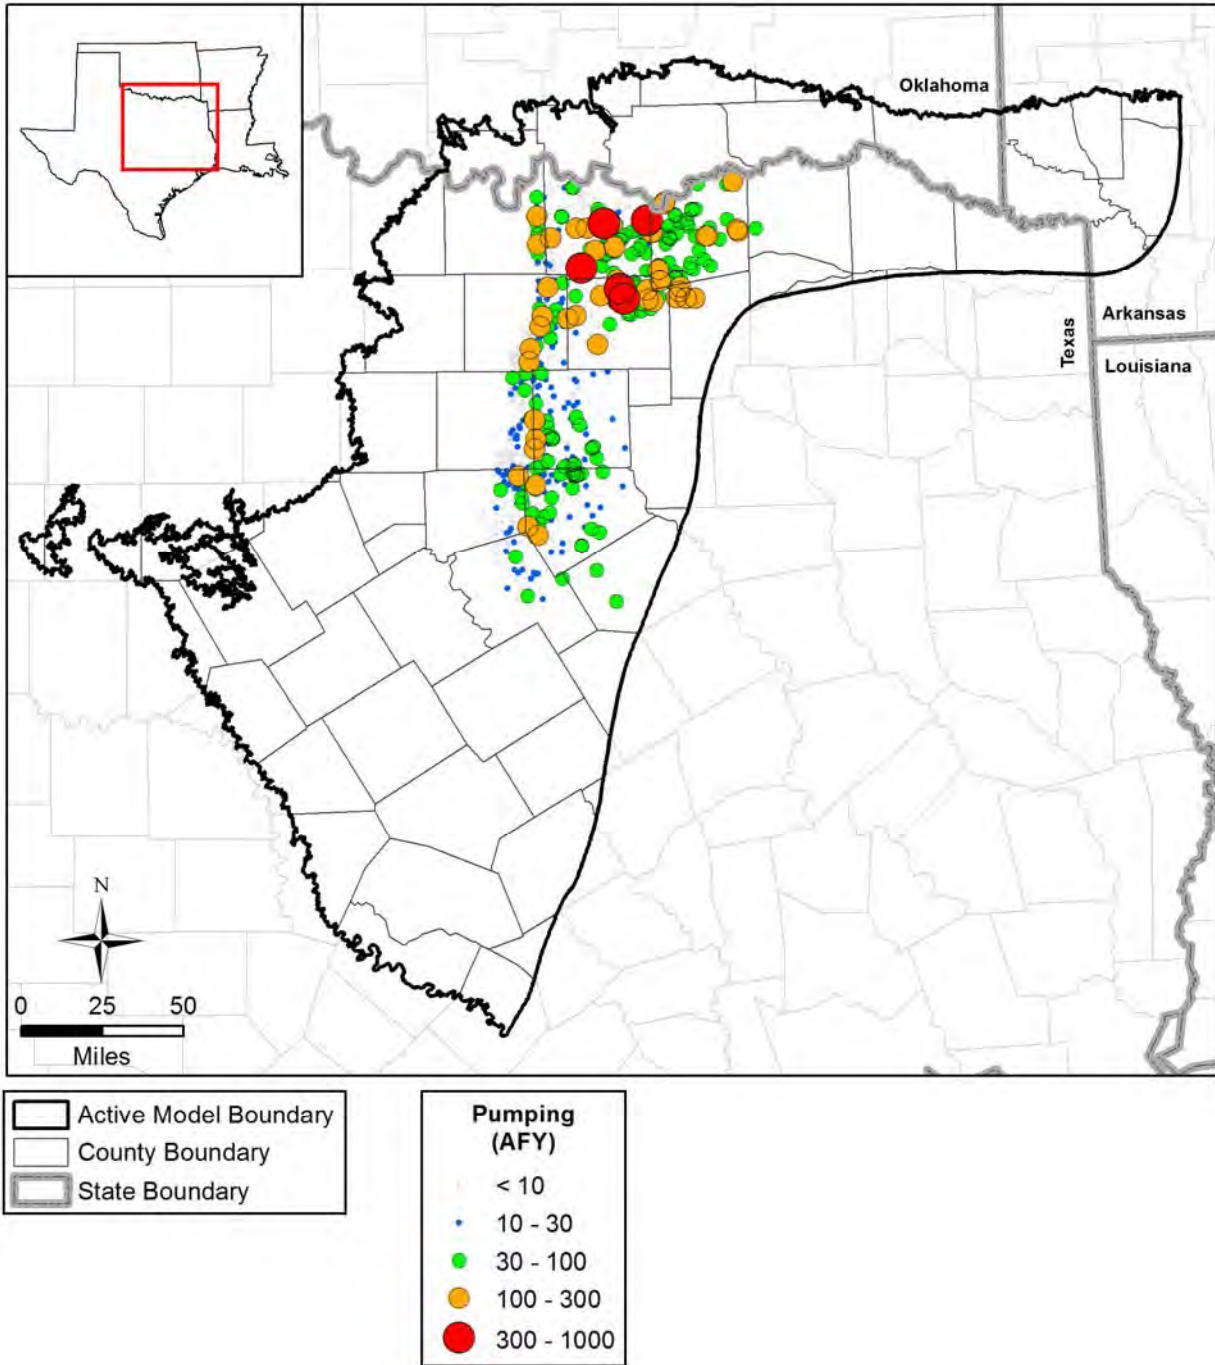 Oklahoma
Arkansas
Texas
Louisiana
N
0 25 50
Miles
Active Model Boundary
County Boundary
State Boundary
Pumping
(AFY)
< 10
10 - 30
30 - 100
100 - 300
300 - 1000